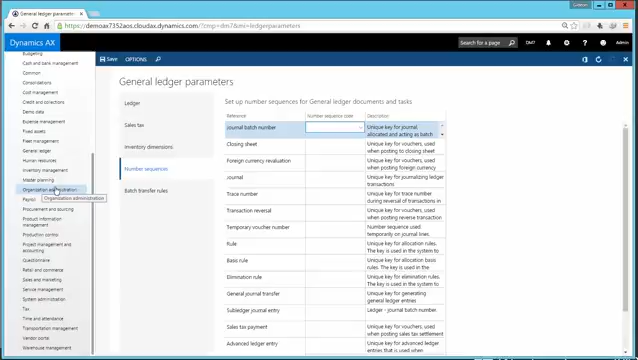 General ledger parameters
https://demoax7352aos.cloudax.dynamics.com/?cmp=dm7&mi=ledgerparameters
Dynamics AX
Search for a page
DM7
Admin
Save
OPTIONS
Budgeting
Cash and bank management
Common
Consolidations
Cost management
Credit and collections
Demo data
Expense management
Fixed assets
Fleet management
General ledger
Human resources
Inventory management
Master planning
Organization administration
Organization administration
Payroll
Procurement and sourcing
Product information
management
Production control
Project management and
accounting
Questionnaire
Retail and commerce
Sales and marketing
Service management
System administration
Tax
Time and attendance
Transportation management
Vendor portal
Warehouse management
General ledger parameters
Ledger
Sales tax
Inventory dimensions
Number sequences
Batch transfer rules
Set up number sequences for General ledger documents and tasks
Reference
Number sequence code
Description
Journal batch number
Unique key for journal
allocated and acting as batch
Closing sheet
Unique key for vouchers, used
when posting to closing sheet
Foreign currency revaluation
Unique key for vouchers, used
when posting foreign currency
Journal
Unique key for journalizing ledger
transactions
Trace number
Unique key for trace number
during reversal of transactions in
Transaction reversal
Unique key for vouchers, used
when posting reverse transaction
Temporary voucher number
Number sequence used
temporarily on journal lines
Rule
Unique key for allocation rules.
The key is used in the system to
Basis rule
Unique key for allocation basis
rules. The key is used in the
Elimination rule
Unique key for elimination rules.
The key is used in the system to
General journal transfer
Unique key for generating
general ledger entries
Subledger journal entry
Ledger - journal batch number.
Sales tax payment
Unique key for vouchers, used
when posting sales tax settlement
Advanced ledger entry
Unique key for advanced ledger
entries that is used when